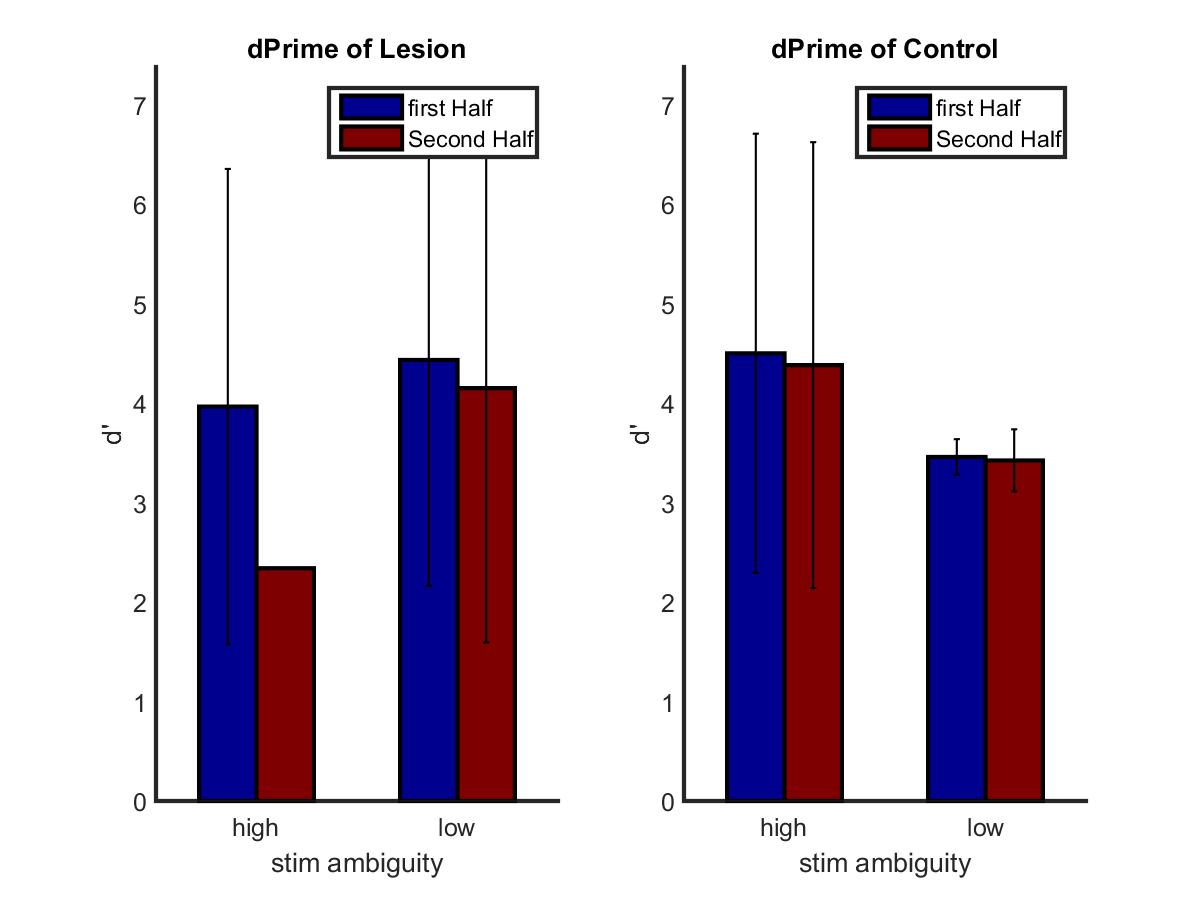 dPrime of Lesion
first Half
Second Half
7
6
5
4
3
2
1
0
d'
high
low
stim ambiguity
dPrime of Control
first Half
Second Half
7
6
5
4
3
2
1
0
d'
high
low
stim ambiguity